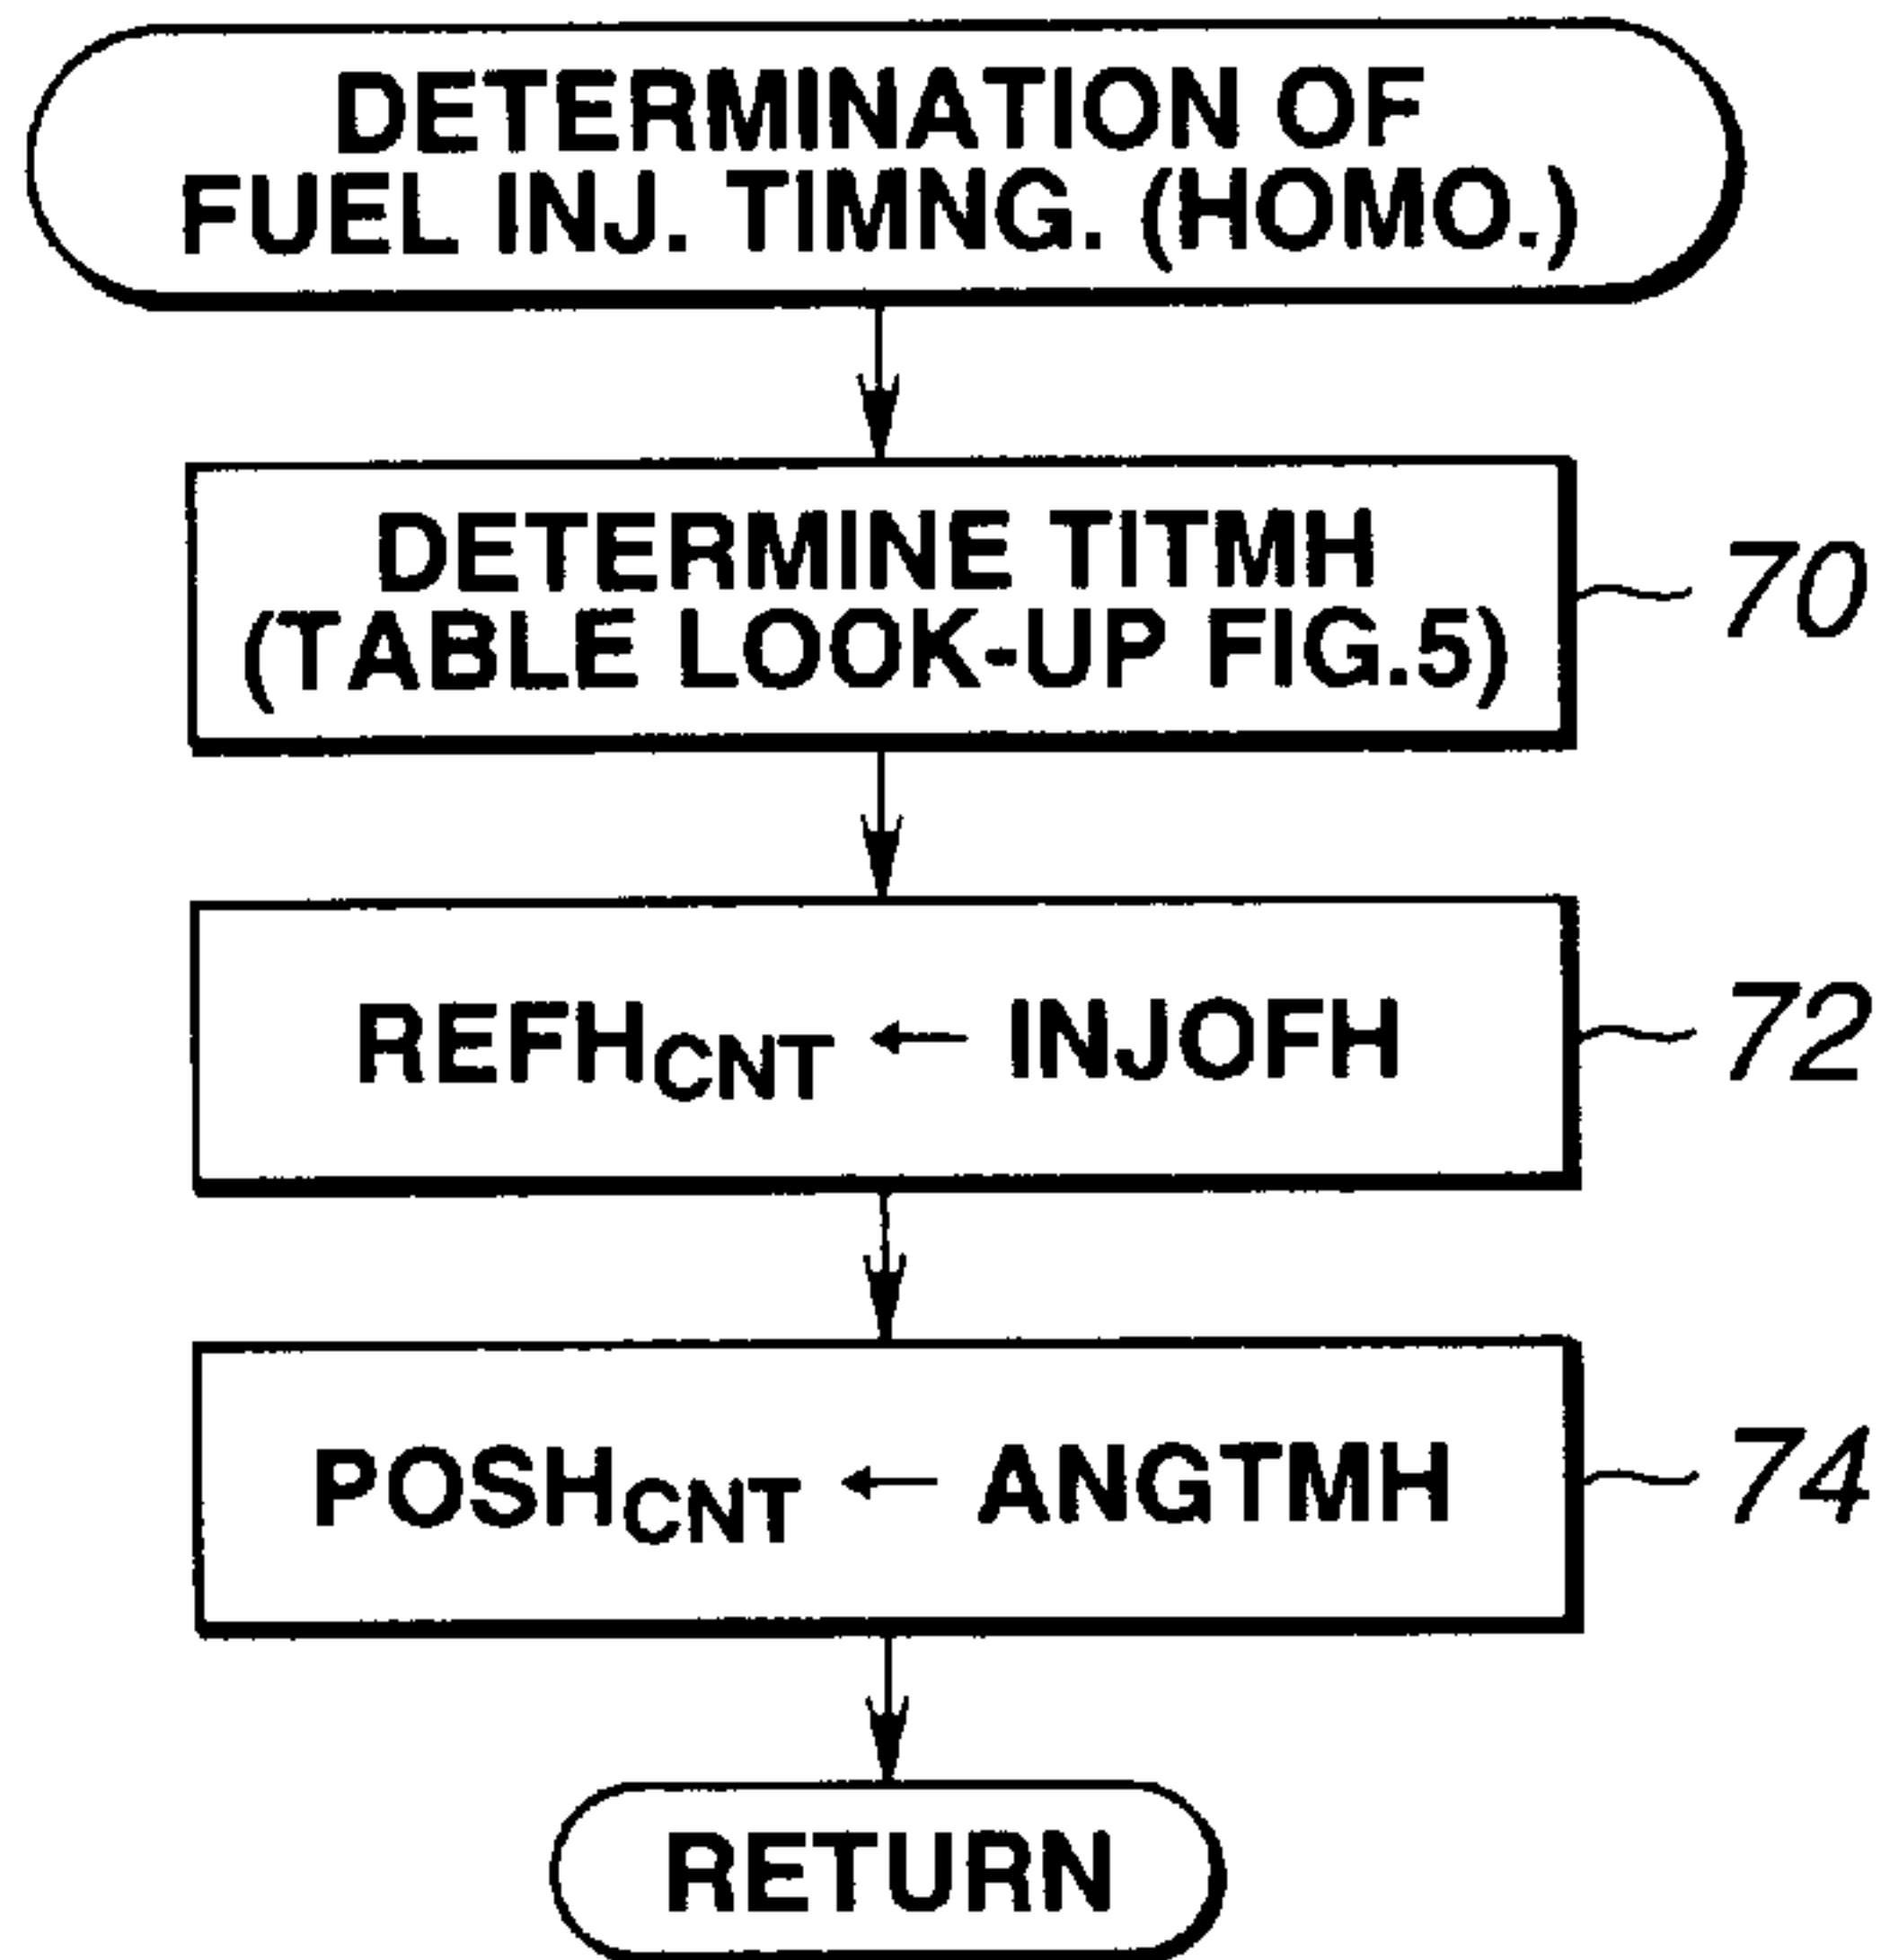 DETERMINATION OF
FUEL INJ. TIMNG. (HOMO.)
DETERMINE TITMH
(TABLE LOOK-UP FIG.5)
70
REFHCNT ← INJOFH
72
POSHCNT ← ANGTMH
74
RETURN